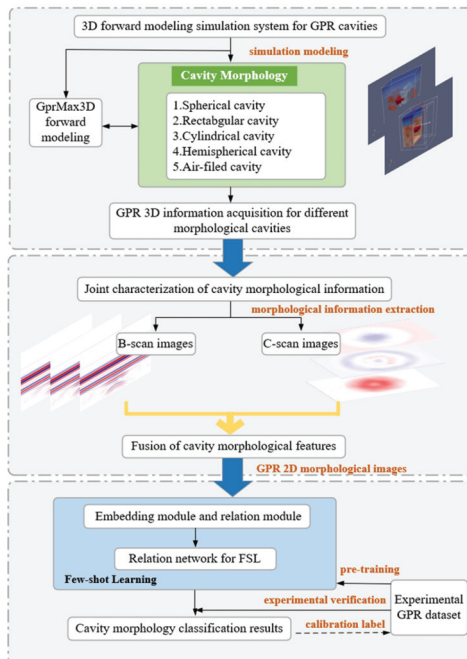 3D forward modeling simulation system for GPR cavities
simulation modeling
Cavity Morphology
GprMax3D
forward
modeling
1.Spherical cavity
2.Rectabgular cavity
3.Cylindrical cavity
4.Hemispherical cavity
5.Air-filed cavity
GPR 3D information acquisition for different
morphological cavities
Joint characterization of cavity morphological information
morphological information extraction
B-scan images
C-scan images
Fusion of cavity morphological features
GPR 2D morphological images
Embedding module and relation module
Relation network for FSL
Few-shot Learning
pre-training
experimental verification
Experimental
GPR dataset
Cavity morphology classification results
calibration label